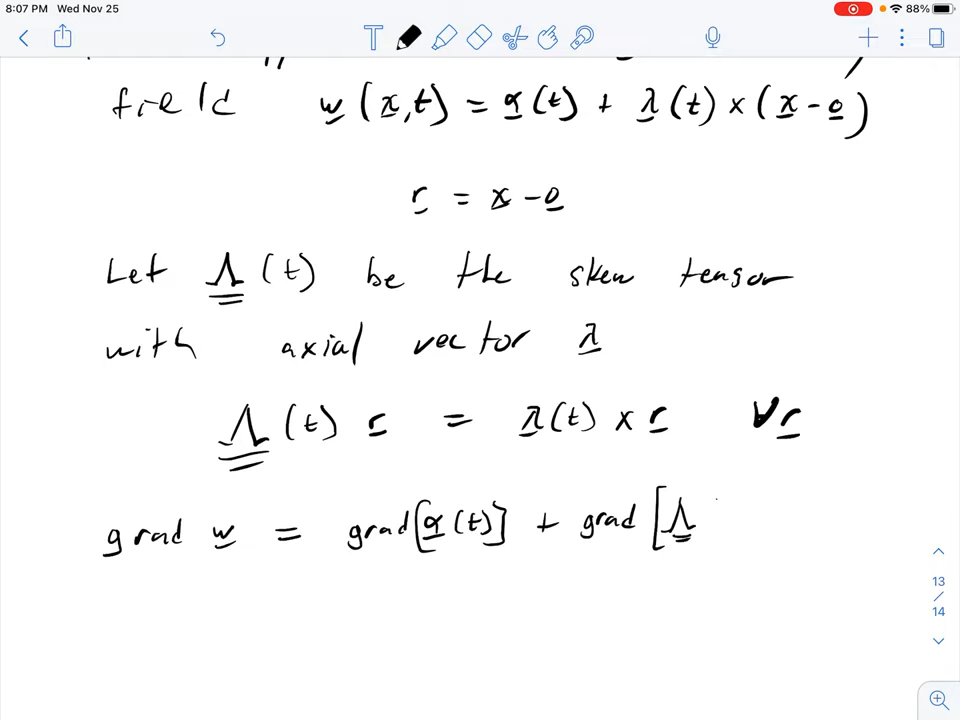 8:07 PM Wed Nov 25 88%
field w(x,t) = α(t) + λ(t) × (x - o)
r = x - o
Let Λ(t) be the skew tensor
with axial vector λ
Λ(t) r = λ(t) × r ∀r
grad w = grad[α(t)] + grad [Λ
13
/
14